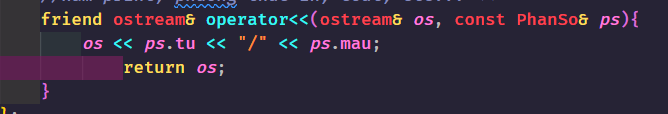 friend ostream& operator<<(ostream& os, const PhanSo& ps){
os << ps.tu << "/" << ps.mau;
return os;
}